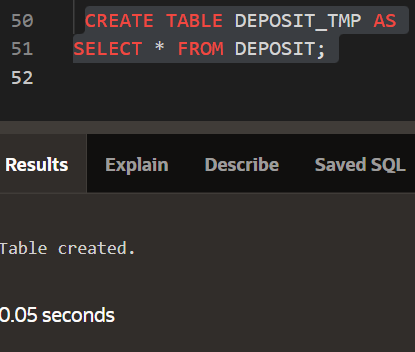 50 CREATE TABLE DEPOSIT_TMP AS
51 SELECT * FROM DEPOSIT;
52
Results Explain Describe Saved SQL
Table created.
0.05 seconds